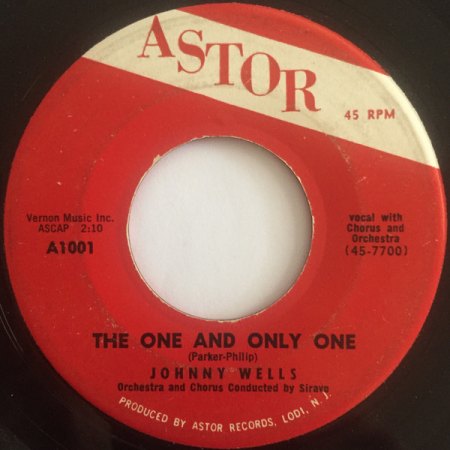 ASTOR
45 RPM
Vernon Music Inc.
ASCAP 2:10
A1001
vocal with
Chorus and
Orchestra
(45-7700)
THE ONE AND ONLY ONE
(Parker-Philip)
JOHNNY WELLS
Orchestra and Chorus Conducted by Siravo
PRODUCED BY ASTOR RECORDS, LODI, N. J.